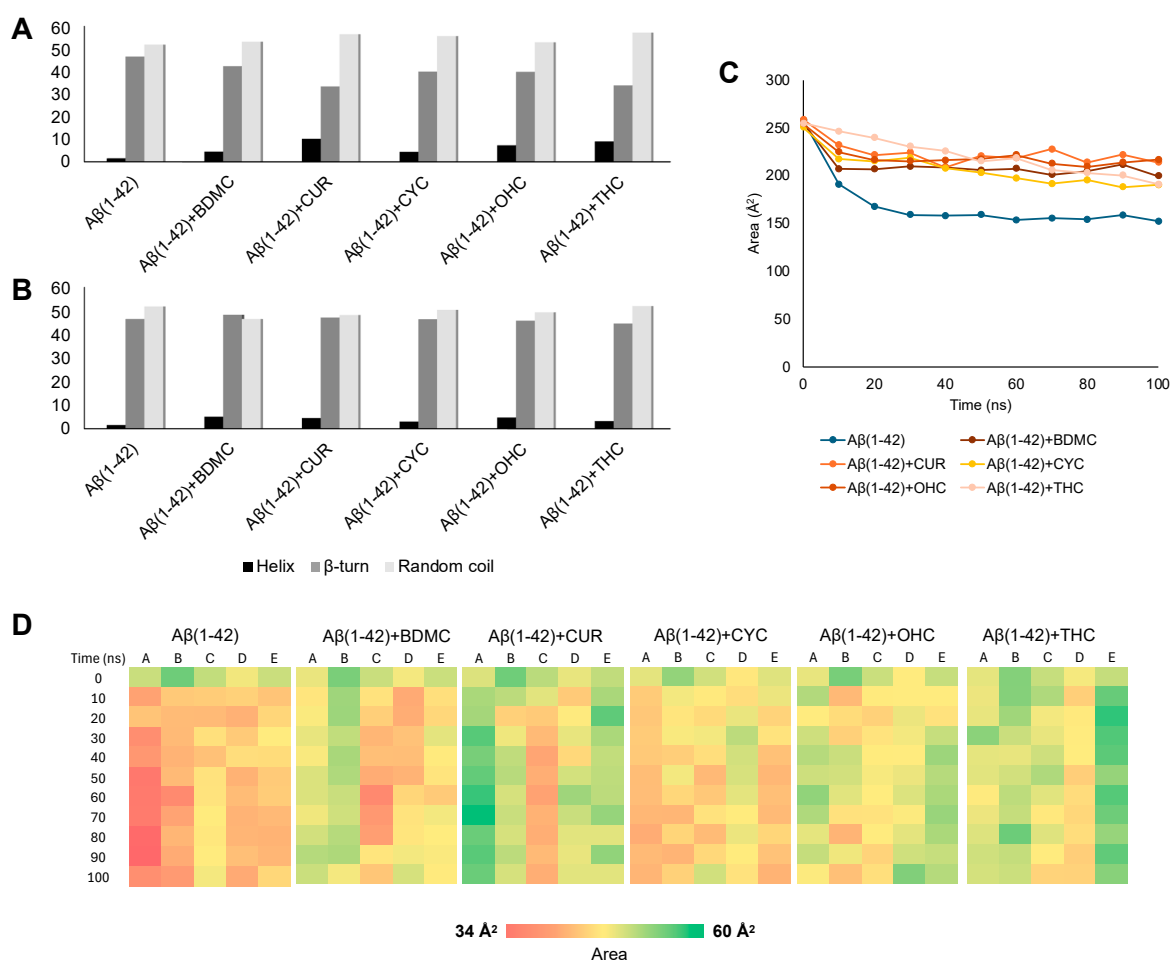 A
60
50
40
30
20
10
0
Aβ(1-42)
Aβ(1-42)+BDMC
Aβ(1-42)+CUR
Aβ(1-42)+CYC
Aβ(1-42)+OHC
Aβ(1-42)+THC
B
60
50
40
30
20
10
0
Aβ(1-42)
Aβ(1-42)+BDMC
Aβ(1-42)+CUR
Aβ(1-42)+CYC
Aβ(1-42)+OHC
Aβ(1-42)+THC
Helix β-turn Random coil
C
300
250
200
150
100
50
0
Area (Å²)
0 20 40 60 80 100
Time (ns)
Aβ(1-42) Aβ(1-42)+BDMC
Aβ(1-42)+CUR Aβ(1-42)+CYC
Aβ(1-42)+OHC Aβ(1-42)+THC
D
Aβ(1-42) Aβ(1-42)+BDMC Aβ(1-42)+CUR Aβ(1-42)+CYC Aβ(1-42)+OHC Aβ(1-42)+THC
Time (ns) A B C D E A B C D E A B C D E A B C D E A B C D E A B C D E
0
10
20
30
40
50
60
70
80
90
100
34 Å² 60 Å²
Area